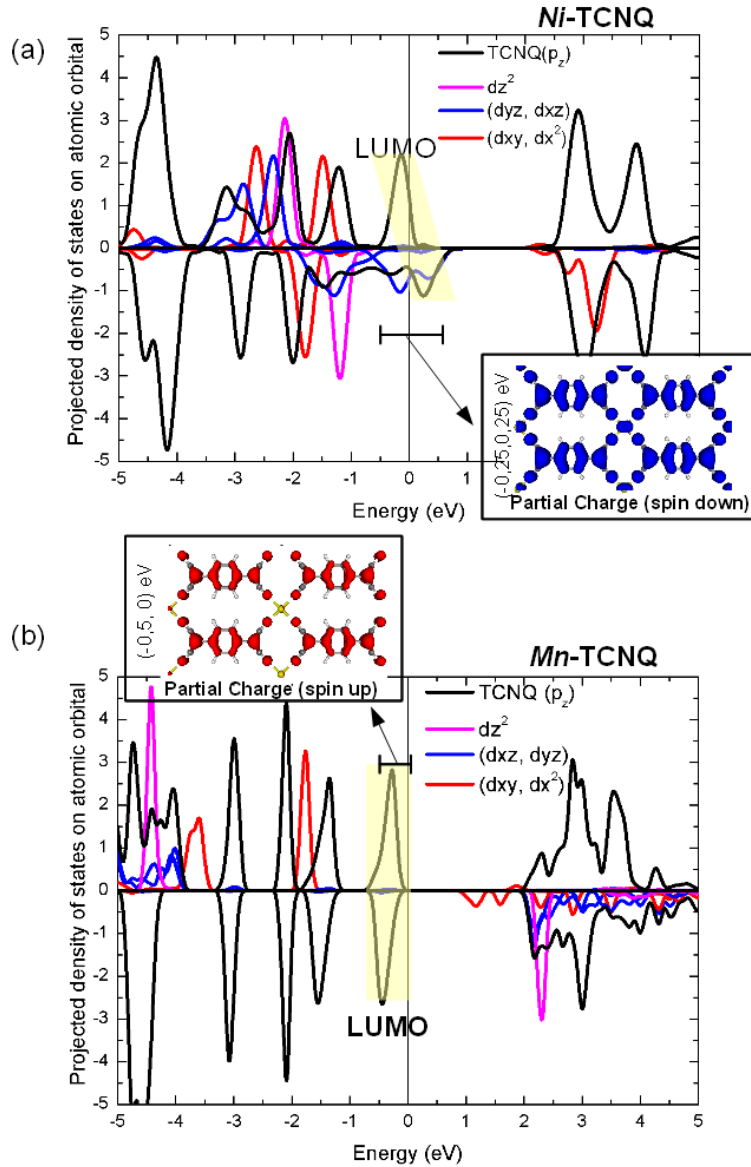 Ni-TCNQ
(a)
TCNQ(pz)
dz²
(dyz, dxz)
(dxy, dx²)
LUMO
Projected density of states on atomic orbital
5
4
3
2
1
0
-1
-2
-3
-4
-5
-5 -4 -3 -2 -1 0 1
Energy (eV)
(-0,25,0,25) eV
Partial Charge (spin down)
(-0,5, 0) eV
Partial Charge (spin up)
(b)
Mn-TCNQ
TCNQ (pz)
dz²
(dxz, dyz)
(dxy, dx²)
LUMO
Projected density of states on atomic orbital
5
4
3
2
1
0
-1
-2
-3
-4
-5
-5 -4 -3 -2 -1 0 1 2 3 4 5
Energy (eV)